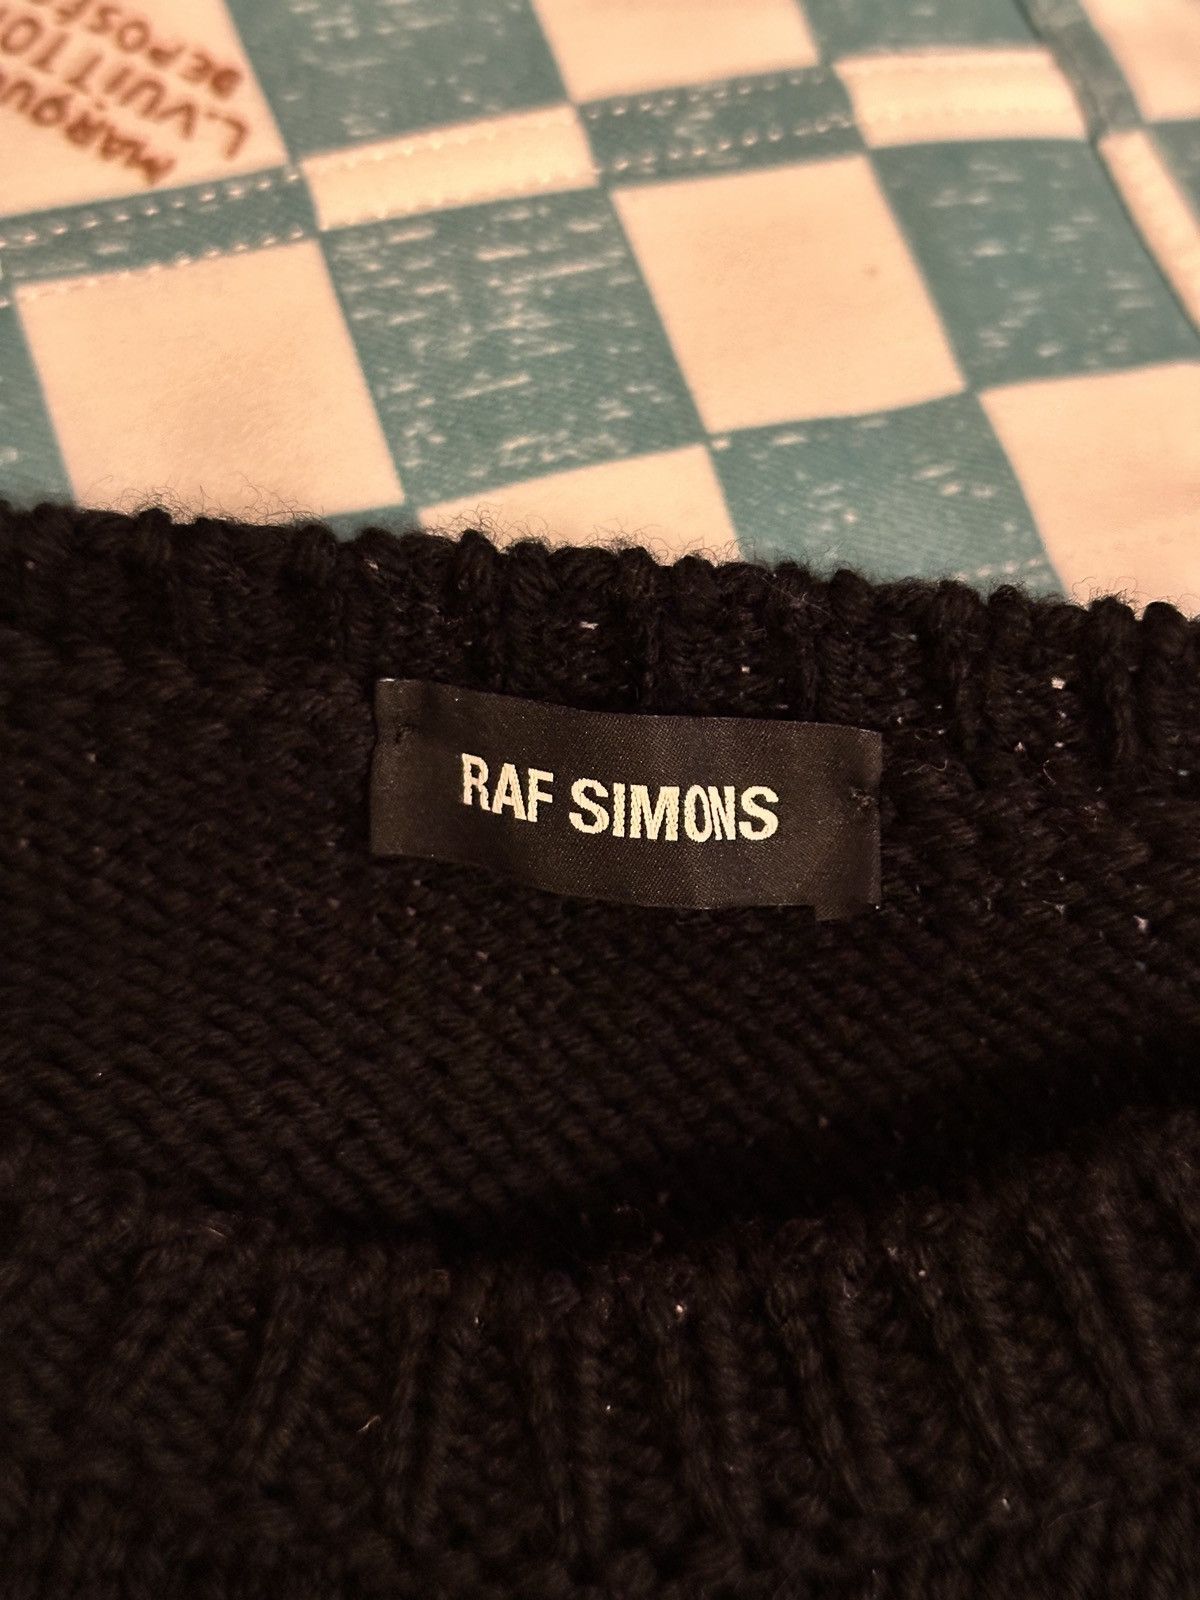 MARQUE
L.VUITTON
DEPOSEE
RAF SIMONS